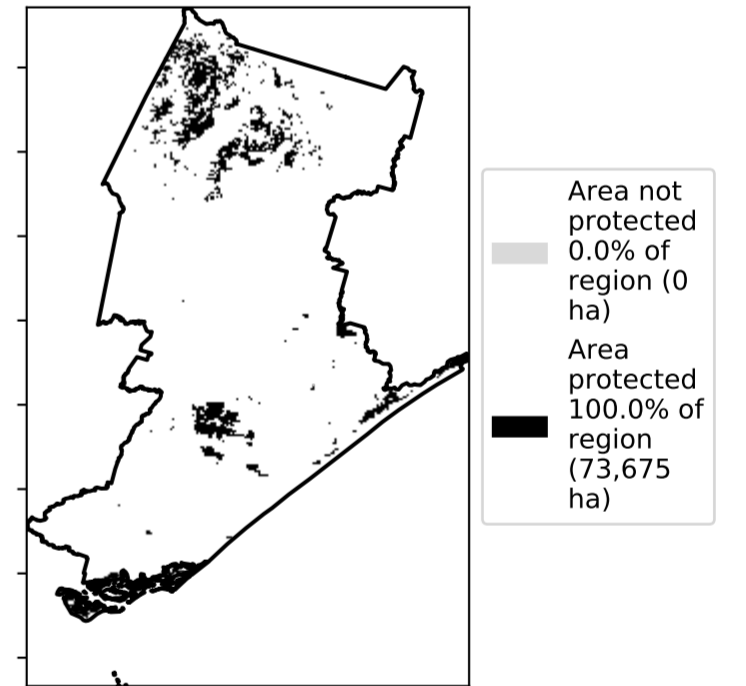 Area not
protected
0.0% of
region (0
ha)
Area
protected
100.0% of
region
(73,675
ha)